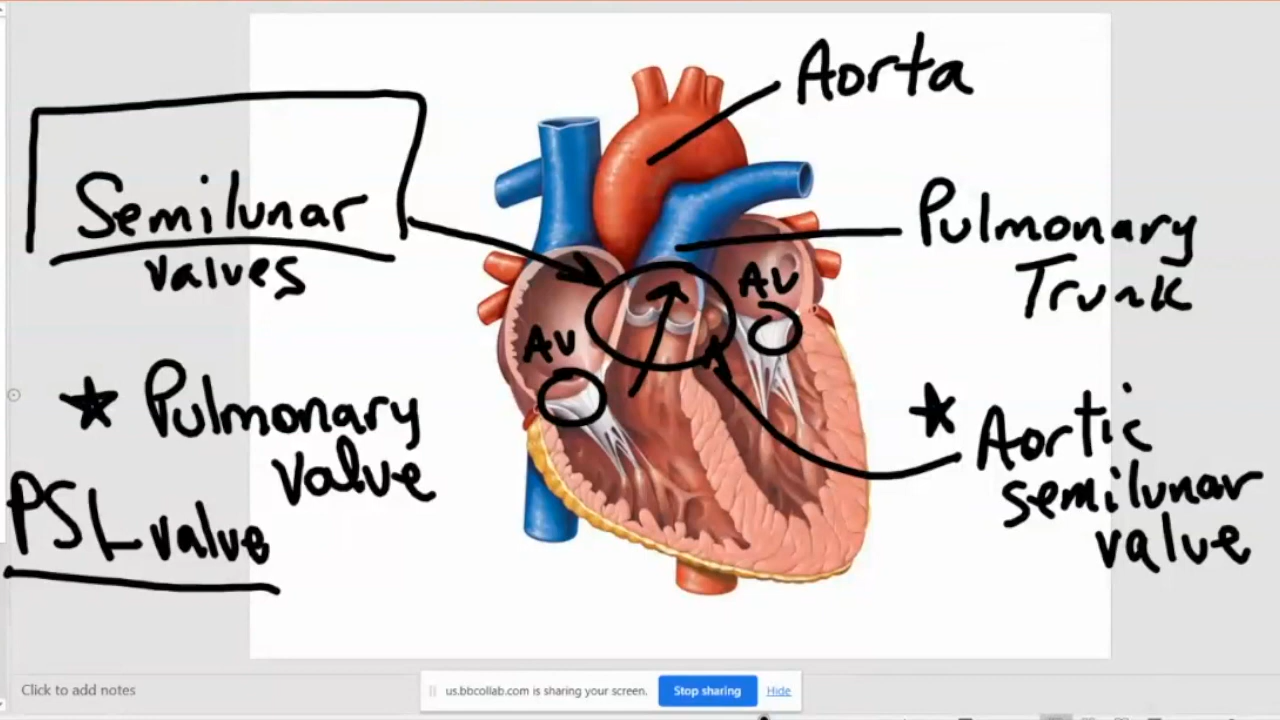 Aorta
Semilunar
valves
Pulmonary
Trunk
AV
AV
Pulmonary
valve
PSL valve
Aortic
semilunar
valve
Click to add notes
us.bbcollab.com is sharing your screen.
Stop sharing
Hide